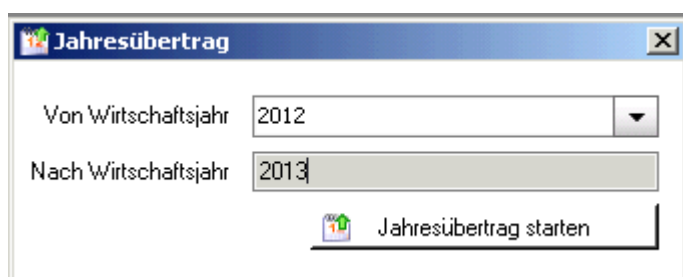 Jahresübertrag
Von Wirtschaftsjahr 2012
Nach Wirtschaftsjahr 2013
Jahresübertrag starten